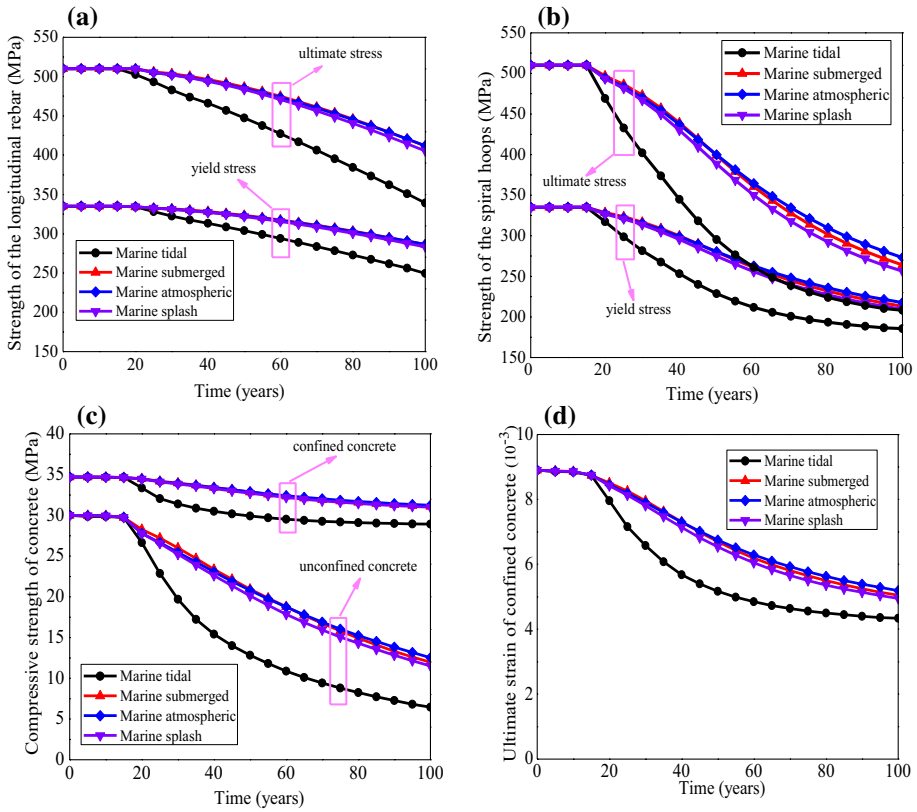 (a)
Strength of the longitudinal rebar (MPa)
550
500
450
400
350
300
250
200
150
ultimate stress
yield stress
Marine tidal
Marine submerged
Marine atmospheric
Marine splash
0 20 40 60 80 100
Time (years)
(b)
Strength of the spiral hoops (MPa)
550
500
450
400
350
300
250
200
150
Marine tidal
Marine submerged
Marine atmospheric
Marine splash
ultimate stress
yield stress
0 20 40 60 80 100
Time (years)
(c)
Compressive strength of concrete (MPa)
40
35
30
25
20
15
10
5
0
confined concrete
unconfined concrete
Marine tidal
Marine submerged
Marine atmospheric
Marine splash
0 20 40 60 80 100
Time (years)
(d)
Ultimate strain of confined concrete (10⁻³)
10
8
6
4
2
0
Marine tidal
Marine submerged
Marine atmospheric
Marine splash
0 20 40 60 80 100
Time (years)